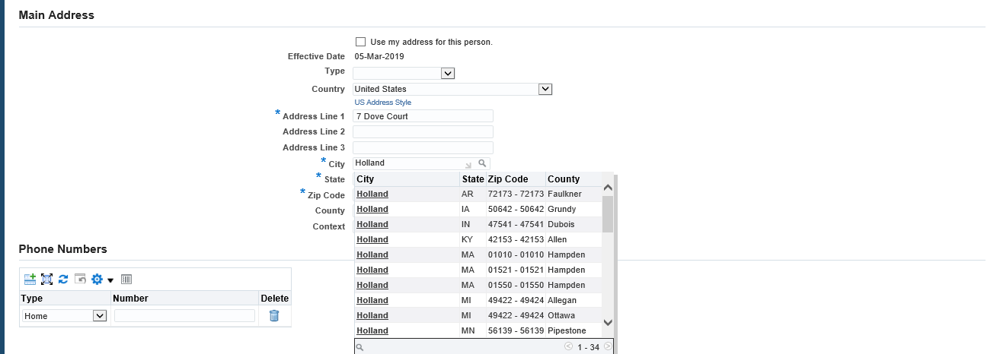 Main Address
Use my address for this person.
Effective Date 05-Mar-2019
Type
Country United States
US Address Style
* Address Line 1 7 Dove Court
Address Line 2
Address Line 3
* City Holland
* State
* Zip Code
County
Context
City State Zip Code County
Holland AR 72173 - 72173 Faulkner
Holland IA 50642 - 50642 Grundy
Holland IN 47541 - 47541 Dubois
Holland KY 42153 - 42153 Allen
Holland MA 01010 - 01010 Hampden
Holland MA 01521 - 01521 Hampden
Holland MA 01550 - 01550 Hampden
Holland MI 49422 - 49424 Allegan
Holland MI 49422 - 49424 Ottawa
Holland MN 56139 - 56139 Pipestone
1 - 34
Phone Numbers
Type Number Delete
Home